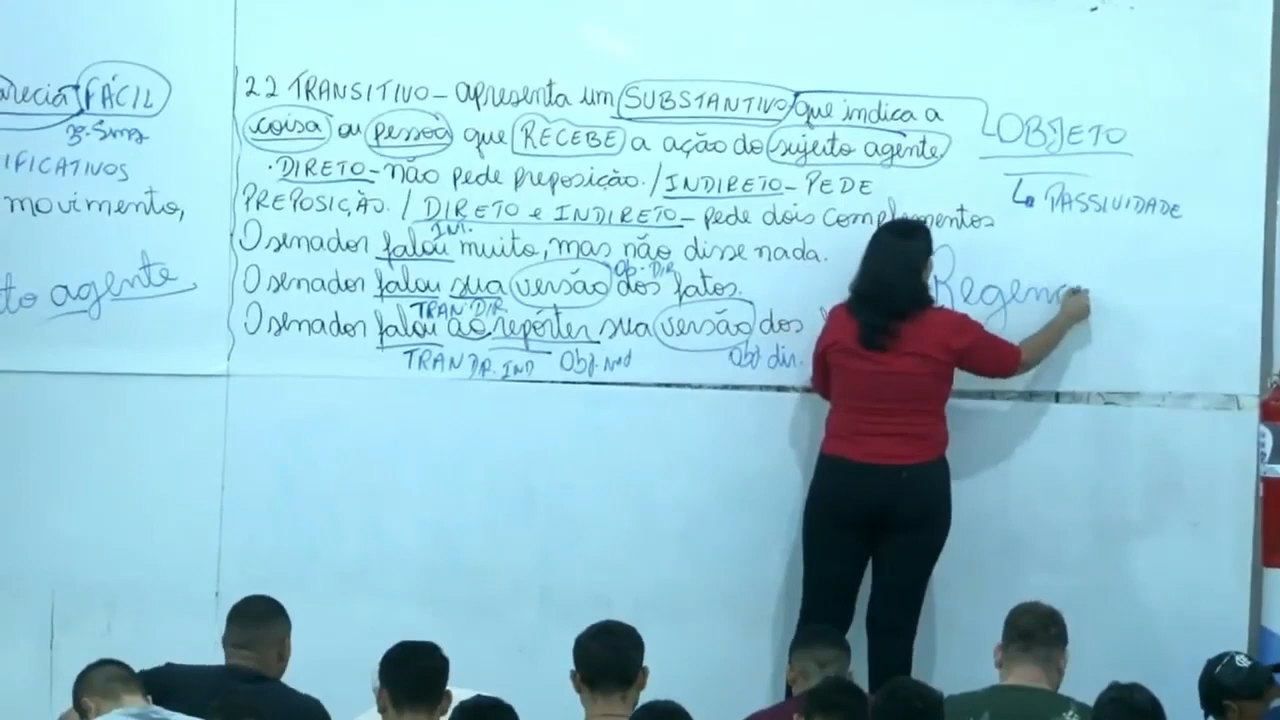 areciá FÁCIL
IFICATIVOS
movimento,
to agente
2.2 TRANSITIVO - apresenta um SUBSTANTIVO que indica a
coisa ou pessoa que RECEBE a ação do sujeito agente.
• DIRETO - não pede preposição. / INDIRETO - PEDE
PREPOSIÇÃO. / DIRETO e INDIRETO - pede dois complementos
INT.
O senador falou muito, mas não disse nada.
OB. DIR
O senador falou sua versão dos fatos.
TRAN DIR
O senador falou ao repórter sua versão dos
TRAN DR. IND Obj. ind Obj dir.
OBJETO
↳ PASSIVIDADE
Regenc